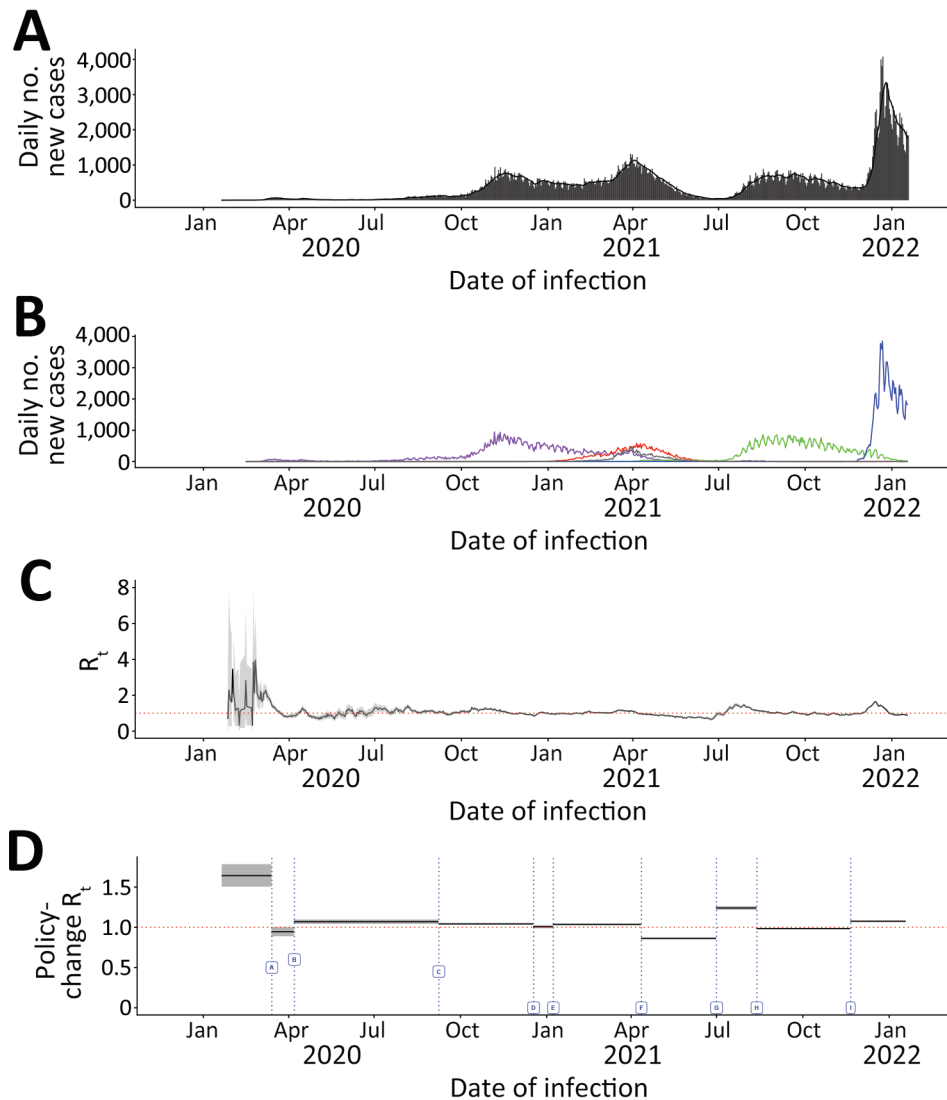 A
Daily no.
new cases
4,000
3,000
2,000
1,000
0
Jan Apr Jul Oct Jan Apr Jul Oct Jan
2020 2021 2022
Date of infection
B
Daily no.
new cases
4,000
3,000
2,000
1,000
0
Jan Apr Jul Oct Jan Apr Jul Oct Jan
2020 2021 2022
Date of infection
C
Rt
8
6
4
2
0
Jan Apr Jul Oct Jan Apr Jul Oct Jan
2020 2021 2022
Date of infection
D
Policy-
change Rt
1.5
1.0
0.5
0
A B C D E F G H I
Jan Apr Jul Oct Jan Apr Jul Oct Jan
2020 2021 2022
Date of infection